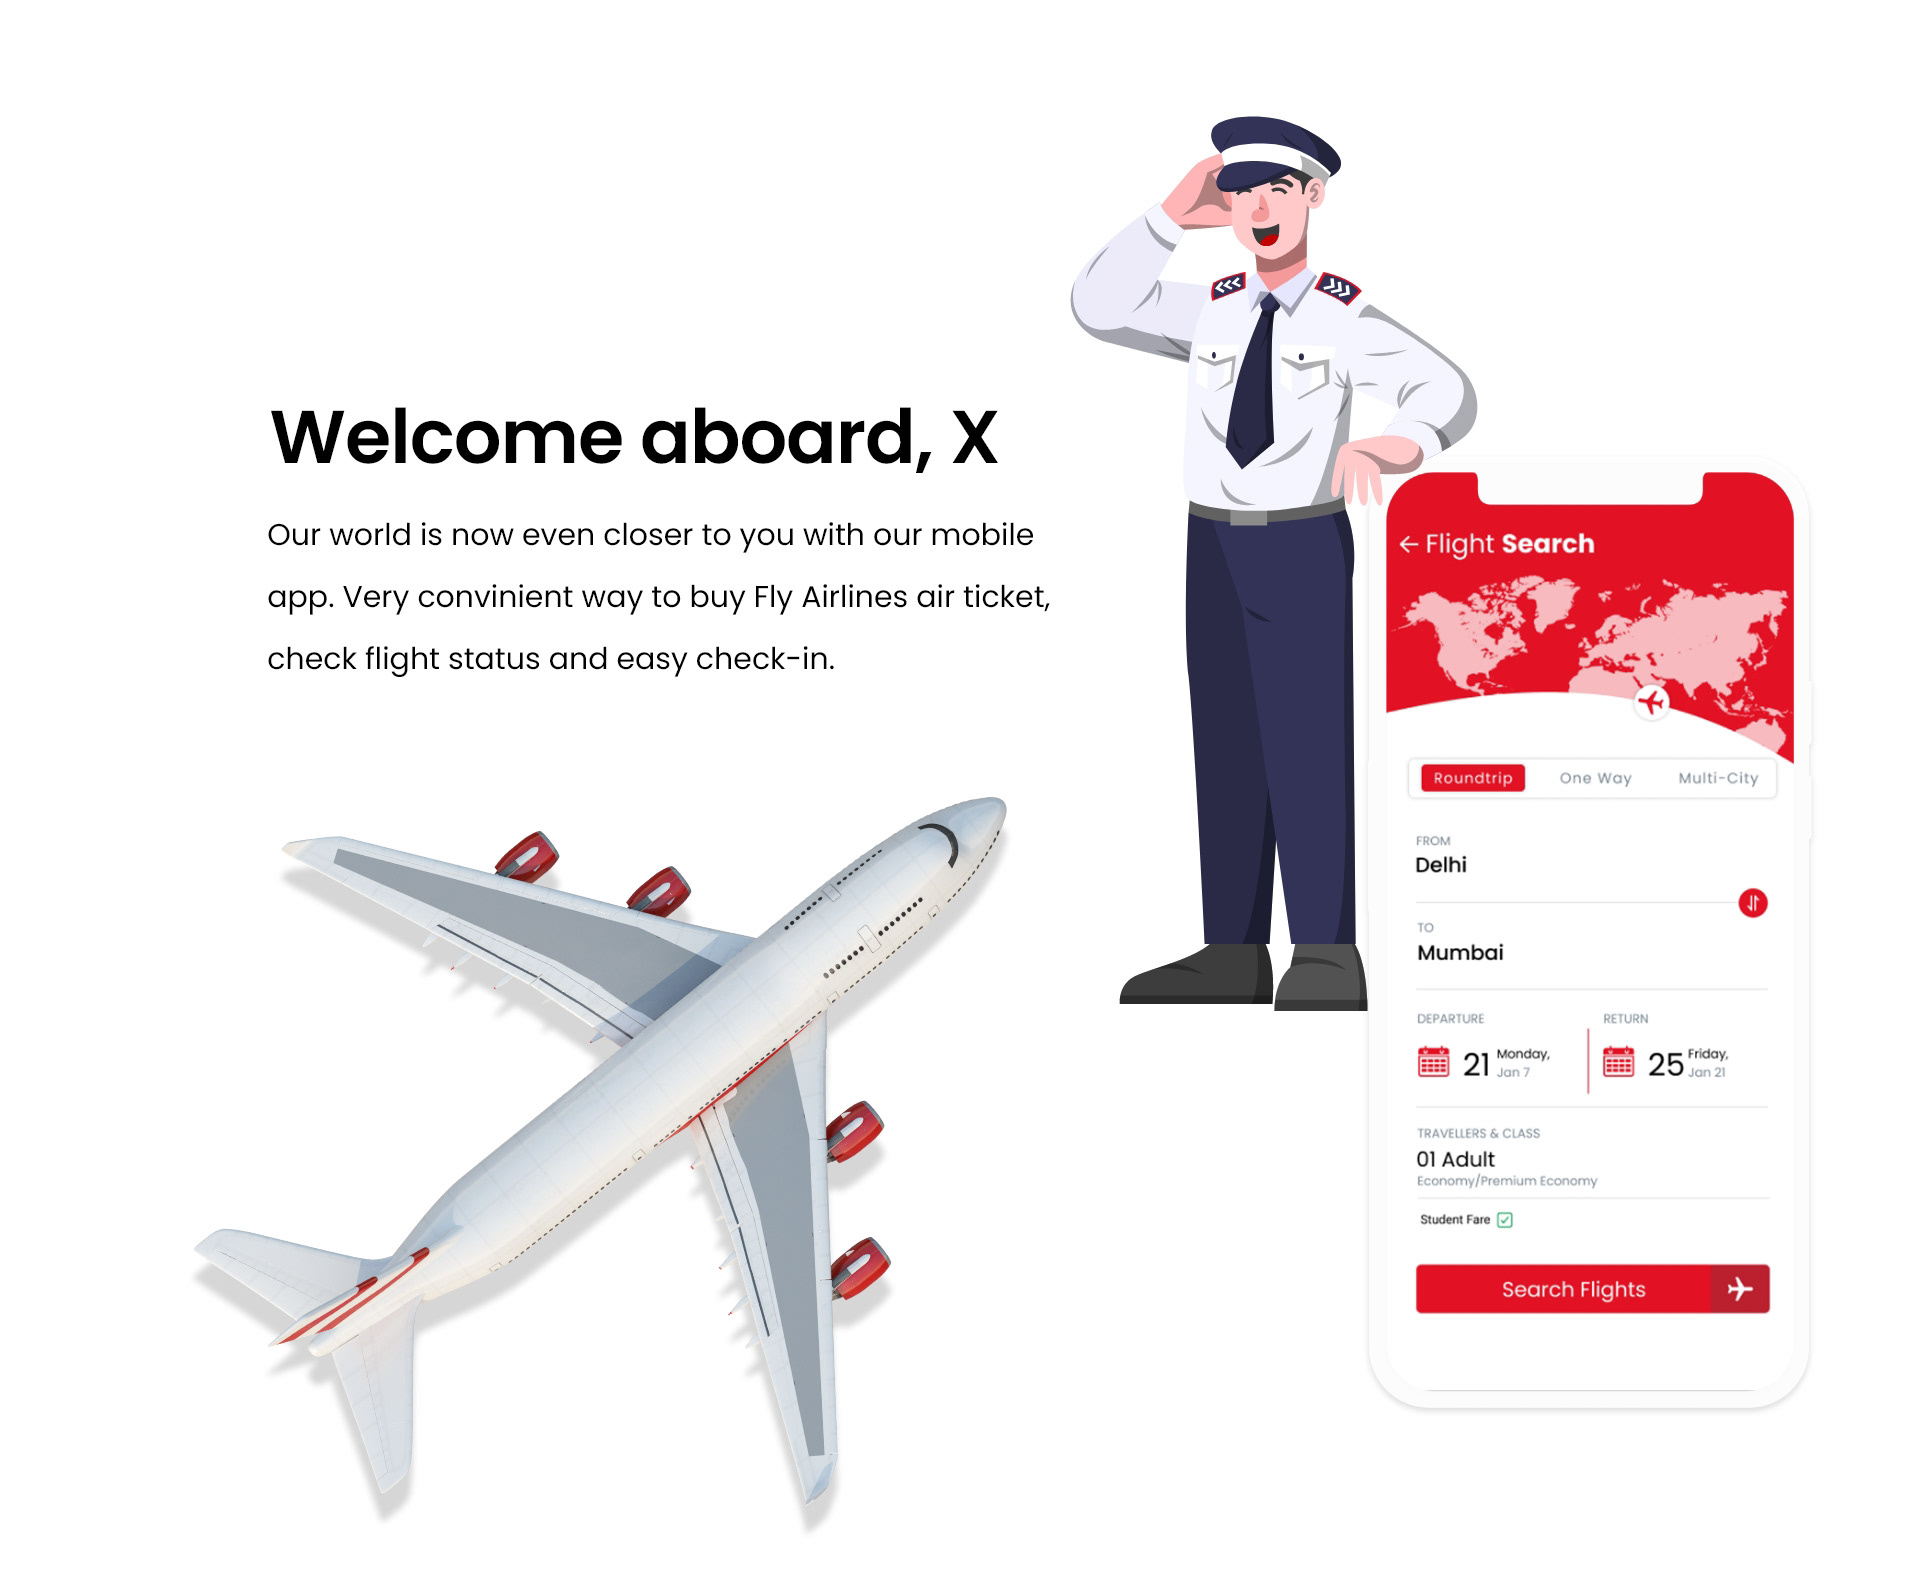 Welcome aboard, X
Our world is now even closer to you with our mobile
app. Very convinient way to buy Fly Airlines air ticket,
check flight status and easy check-in.
Flight Search
Roundtrip One Way Multi-City
FROM
Delhi
TO
Mumbai
DEPARTURE RETURN
21 Monday, Jan 7
25 Friday, Jan 21
TRAVELLERS & CLASS
01 Adult
Economy/Premium Economy
Student Fare
Search Flights